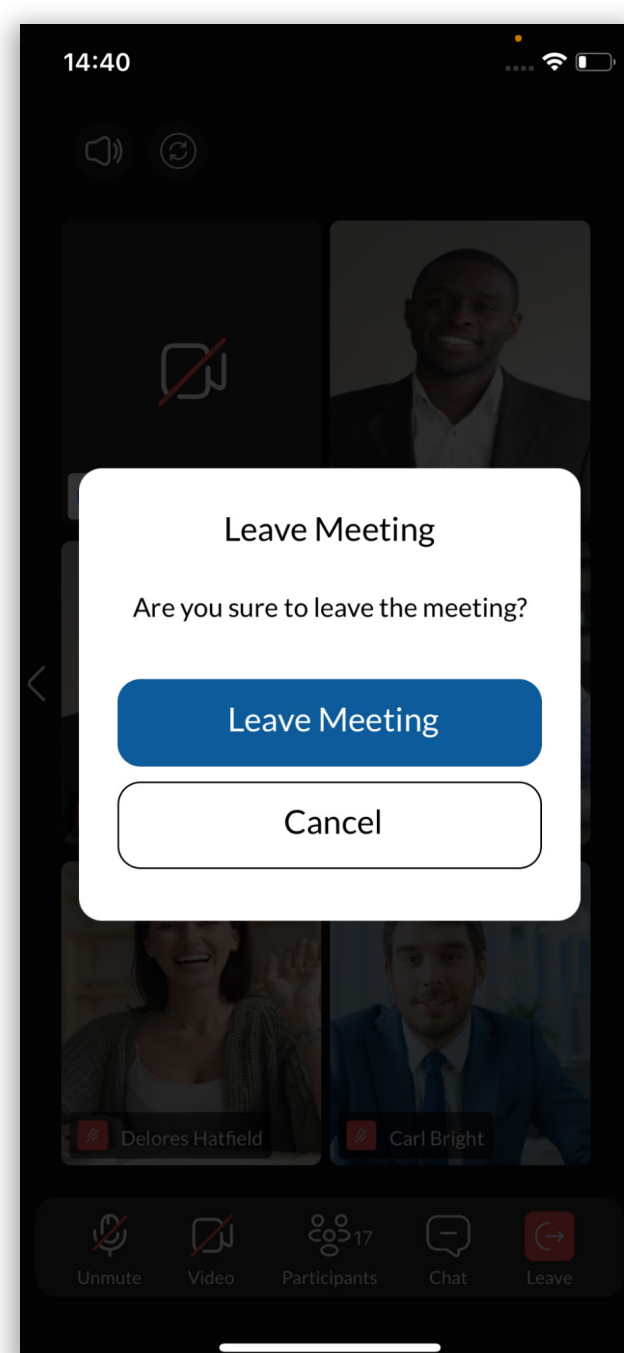 14:40
Leave Meeting
Are you sure to leave the meeting?
Leave Meeting
Cancel
Delores Hatfield
Carl Bright
17
Unmute
Video
Participants
Chat
Leave